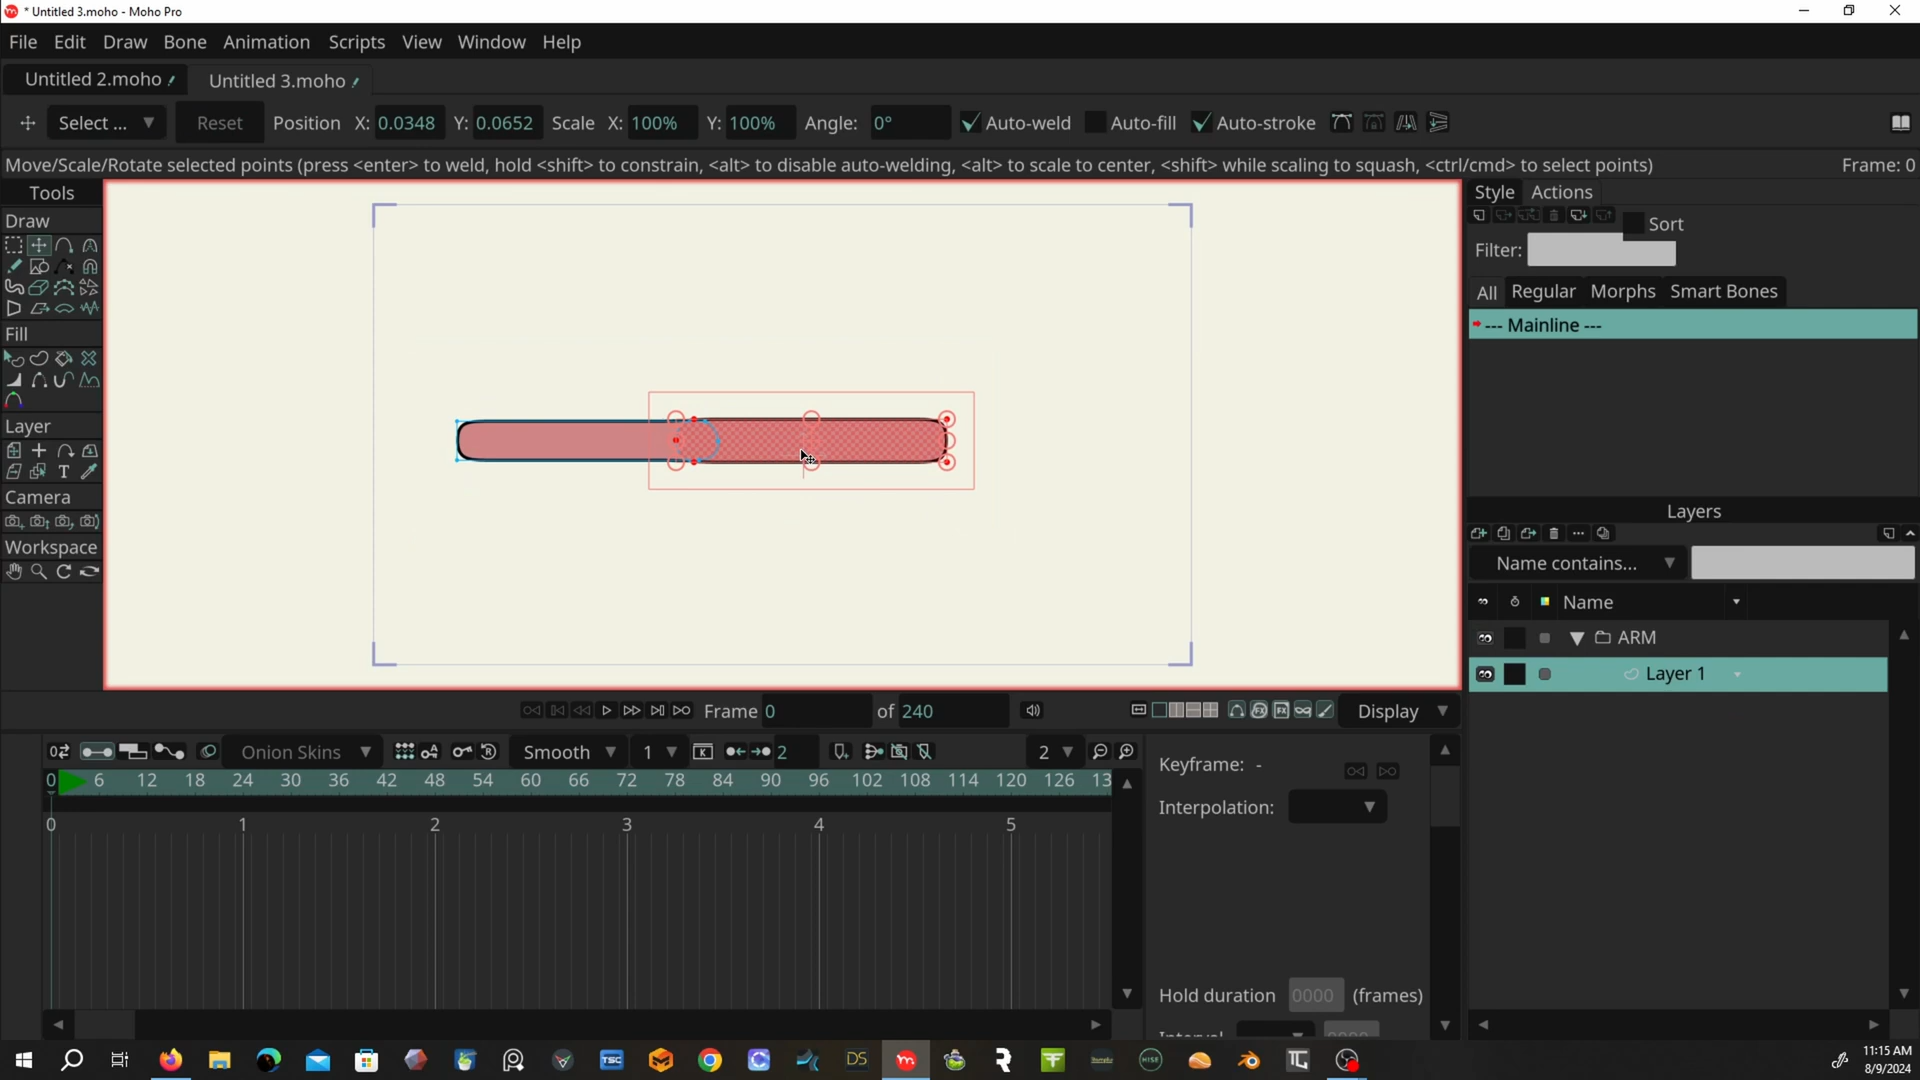 * Untitled 3.moho - Moho Pro
File Edit Draw Bone Animation Scripts View Window Help
Untitled 2.moho Untitled 3.moho
Select ... Reset Position X: 0.0348 Y: 0.0652 Scale X: 100% Y: 100% Angle: 0° Auto-weld Auto-fill Auto-stroke
Move/Scale/Rotate selected points (press <enter> to weld, hold <shift> to constrain, <alt> to disable auto-welding, <alt> to scale to center, <shift> while scaling to squash, <ctrl/cmd> to select points) Frame: 0
Tools
Draw
Fill
Layer
Camera
Workspace
Style Actions
Sort
Filter:
All Regular Morphs Smart Bones
--- Mainline ---
Layers
Name contains...
Name
ARM
Layer 1
Frame 0 of 240 Display
Onion Skins Smooth 1 2 2
0 6 12 18 24 30 36 42 48 54 60 66 72 78 84 90 96 102 108 114 120 126 13
0 1 2 3 4 5
Keyframe: -
Interpolation:
Hold duration 0000 (frames)
TSC DS
11:15 AM
8/9/2024